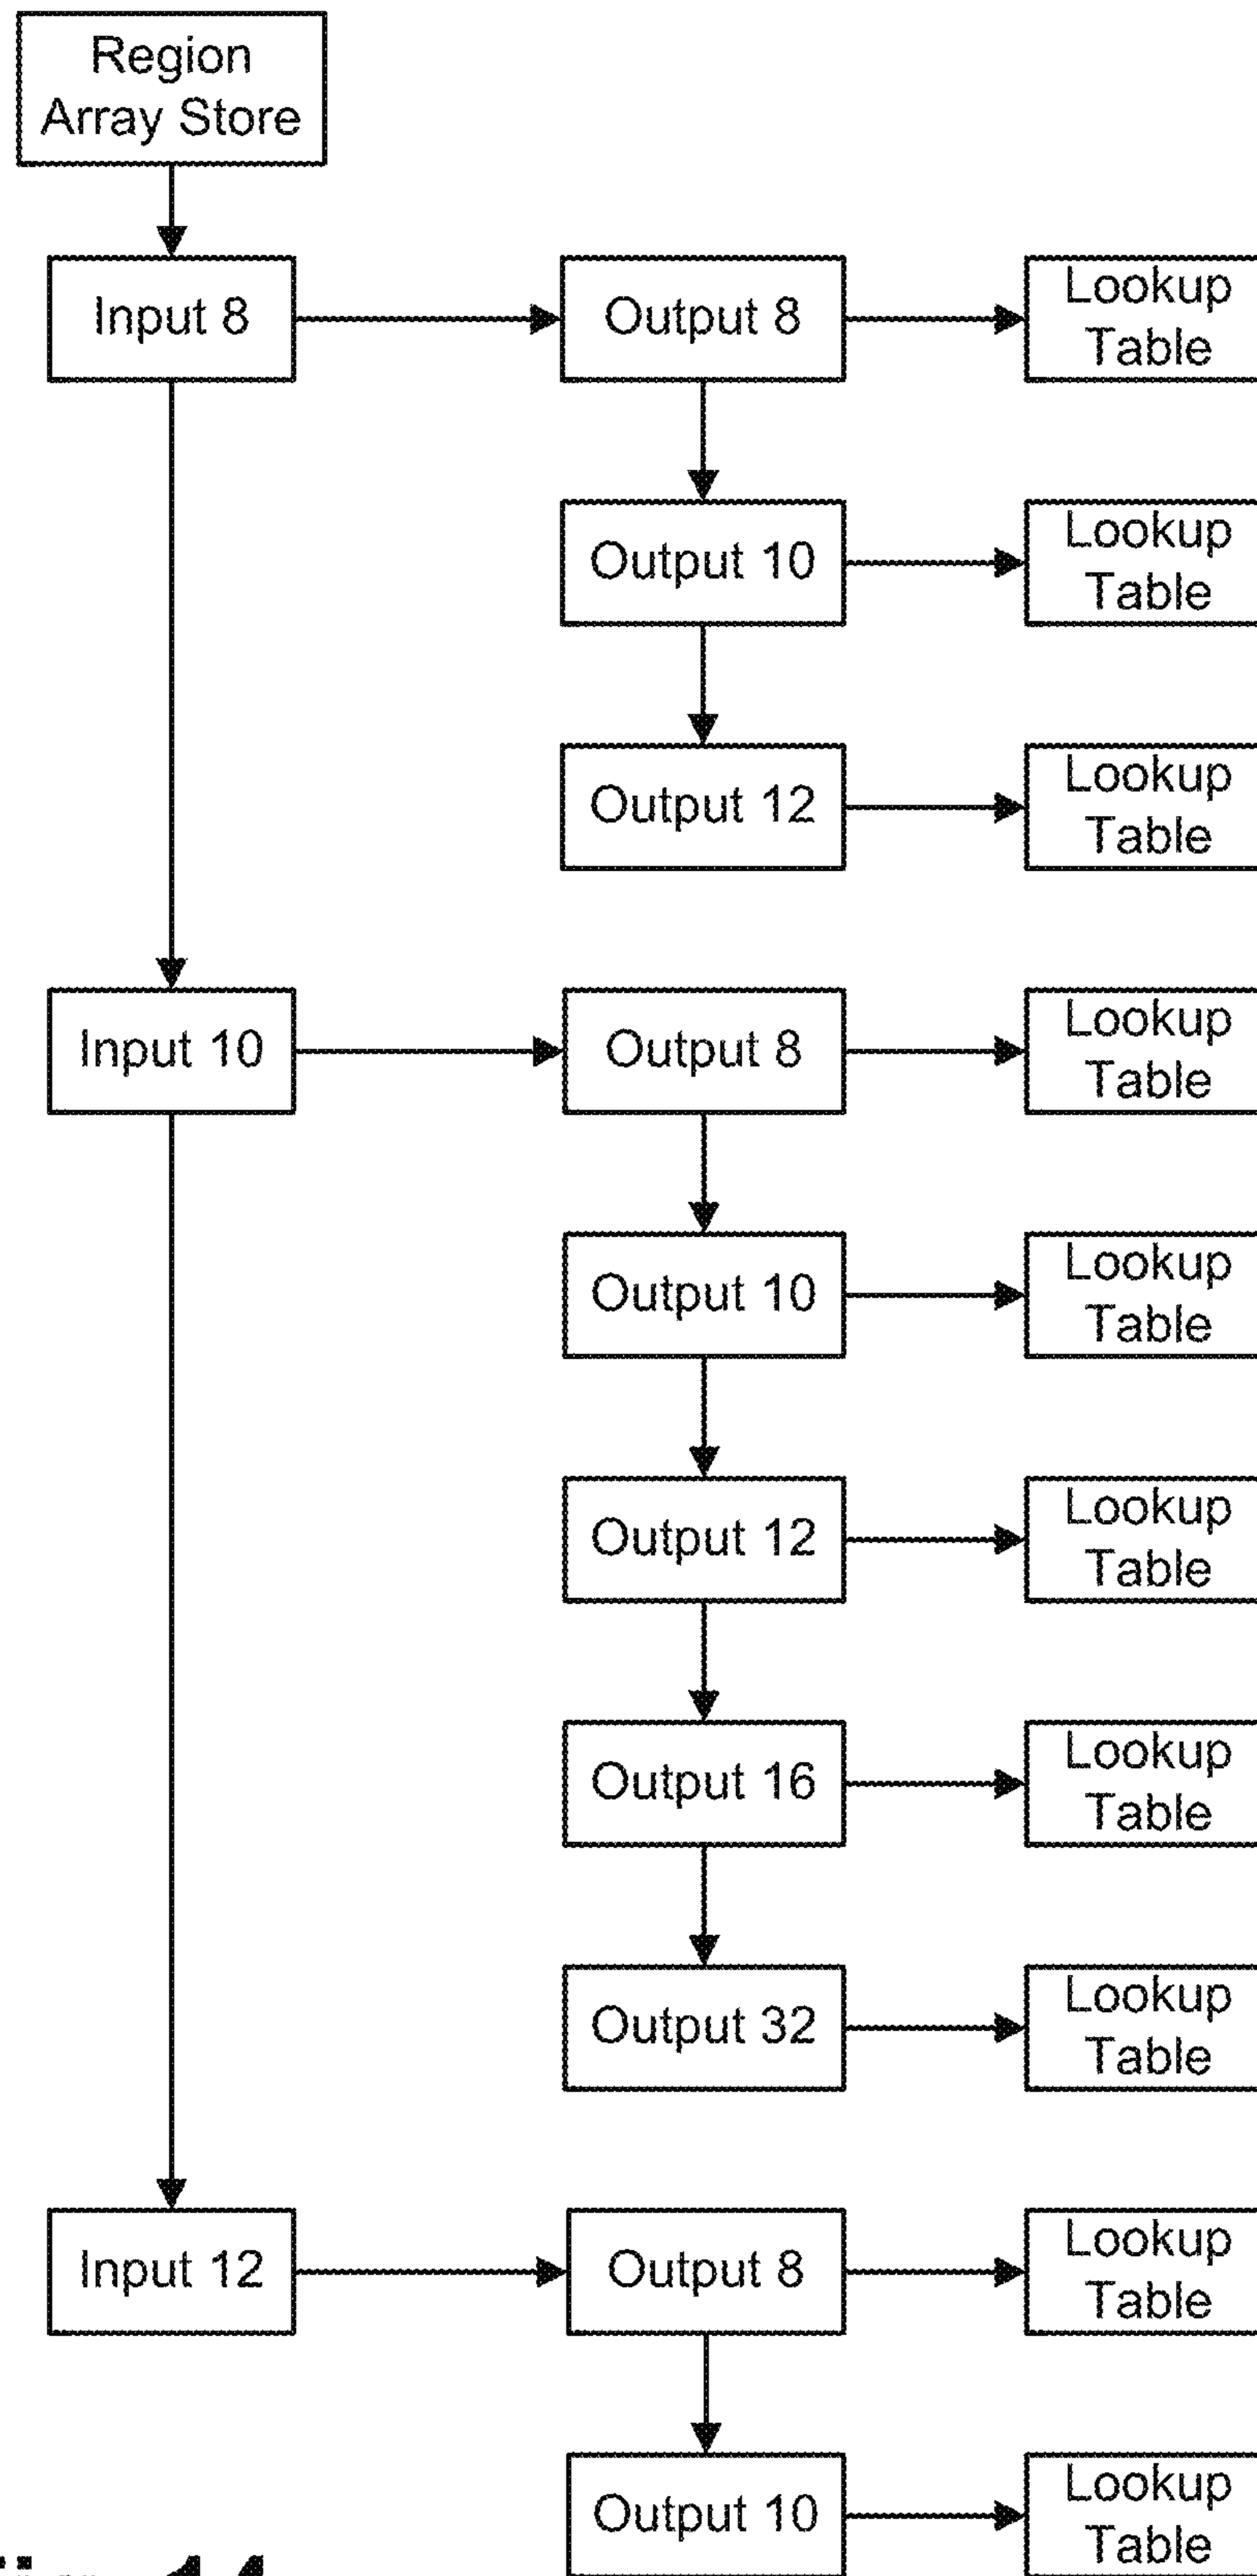 Region
Array Store
Input 8
Output 8
Lookup
Table
Output 10
Lookup
Table
Output 12
Lookup
Table
Input 10
Output 8
Lookup
Table
Output 10
Lookup
Table
Output 12
Lookup
Table
Output 16
Lookup
Table
Output 32
Lookup
Table
Input 12
Output 8
Lookup
Table
Output 10
Lookup
Table